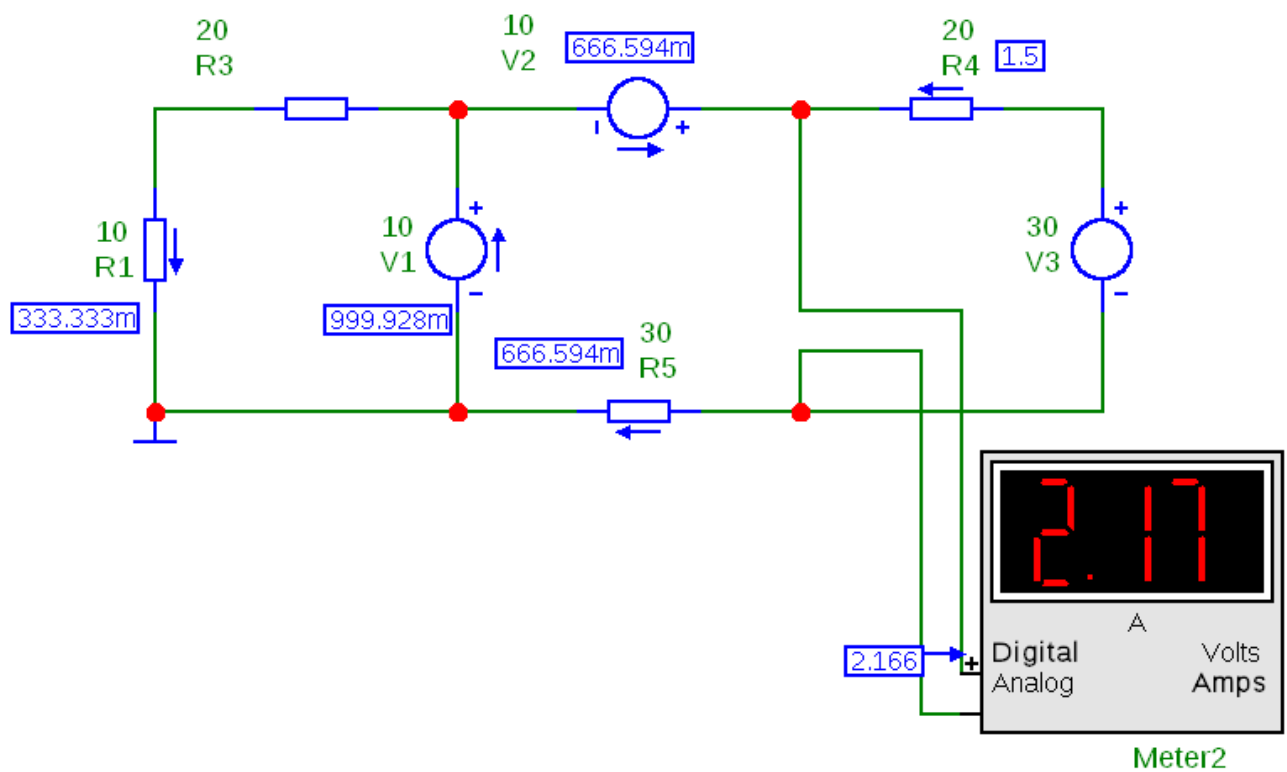 20
R3
10
V2
666.594m
20
R4
1.5
10
R1
333.333m
10
V1
+
−
999.928m
−
+
30
V3
+
−
666.594m
30
R5
2.17
A
Digital
Analog
Volts
Amps
2.166
+
Meter2